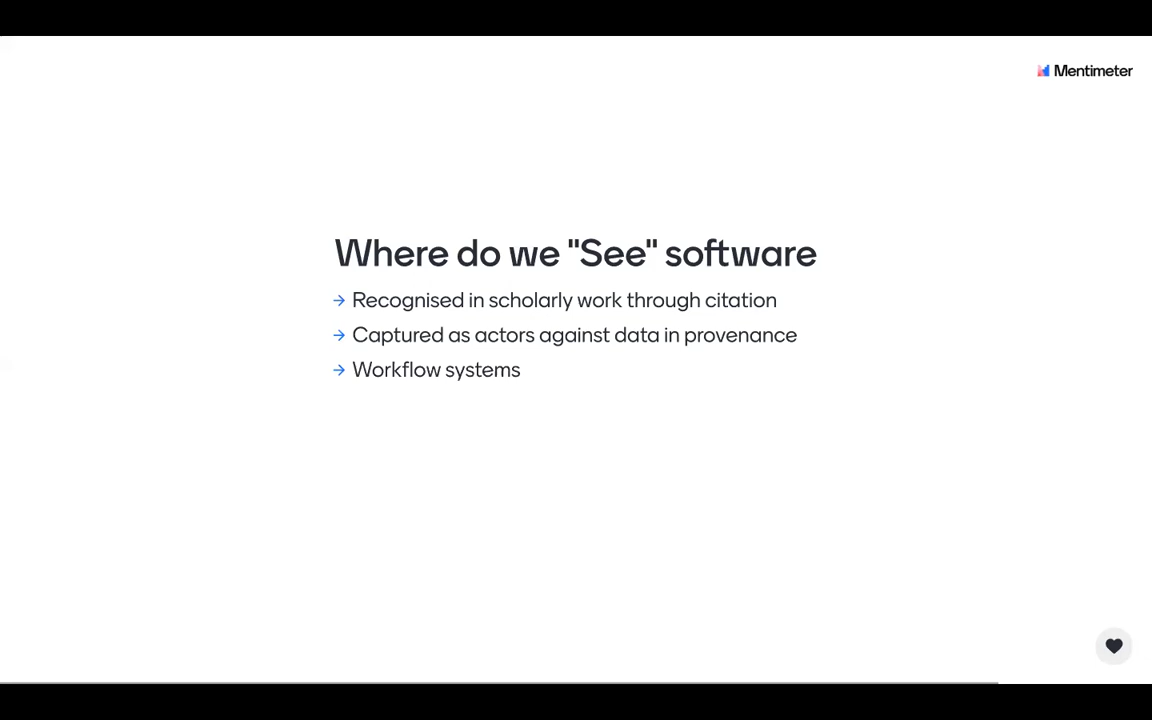 Mentimeter
Where do we "See" software
→ Recognised in scholarly work through citation
→ Captured as actors against data in provenance
→ Workflow systems